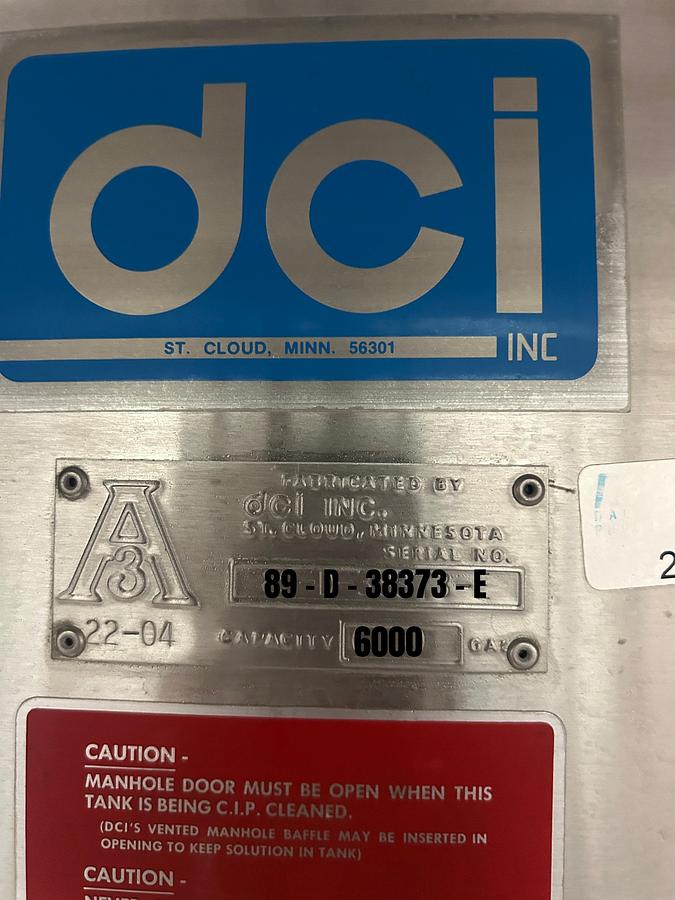 dci
ST. CLOUD, MINN. 56301
INC
FABRICATED BY
dci INC.
ST. CLOUD, MINNESOTA
SERIAL NO.
89 - D - 38373 - E
A
3
22-04
CAPACITY 6000 GAL
2
CAUTION -
MANHOLE DOOR MUST BE OPEN WHEN THIS
TANK IS BEING C.I.P. CLEANED.
(DCI'S VENTED MANHOLE BAFFLE MAY BE INSERTED IN
OPENING TO KEEP SOLUTION IN TANK)
CAUTION -